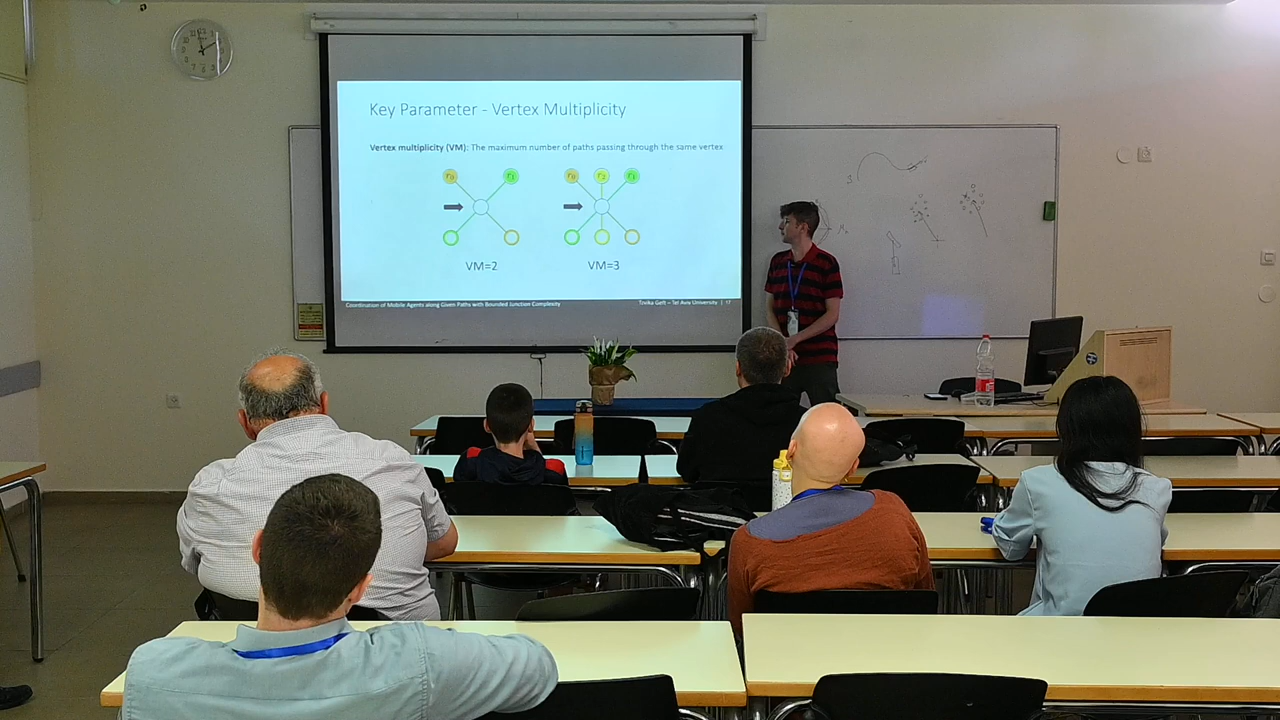 Key Parameter - Vertex Multiplicity
Vertex multiplicity (VM): The maximum number of paths passing through the same vertex
VM=2
VM=3
Coordination of Mobile Agents along Given Paths with Bounded Junction Complexity
Tzvika Geft – Tel Aviv University | 17